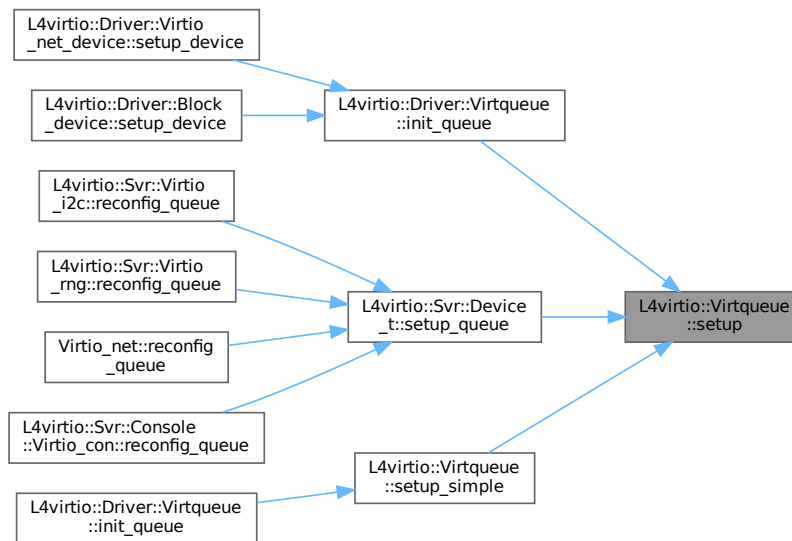 L4virtio::Driver::Virtio
_net_device::setup_device
L4virtio::Driver::Block
_device::setup_device
L4virtio::Driver::Virtqueue
::init_queue
L4virtio::Svr::Virtio
_i2c::reconfig_queue
L4virtio::Svr::Virtio
_rng::reconfig_queue
L4virtio::Svr::Device
_t::setup_queue
L4virtio::Virtqueue
::setup
Virtio_net::reconfig
_queue
L4virtio::Svr::Console
::Virtio_con::reconfig_queue
L4virtio::Virtqueue
::setup_simple
L4virtio::Driver::Virtqueue
::init_queue